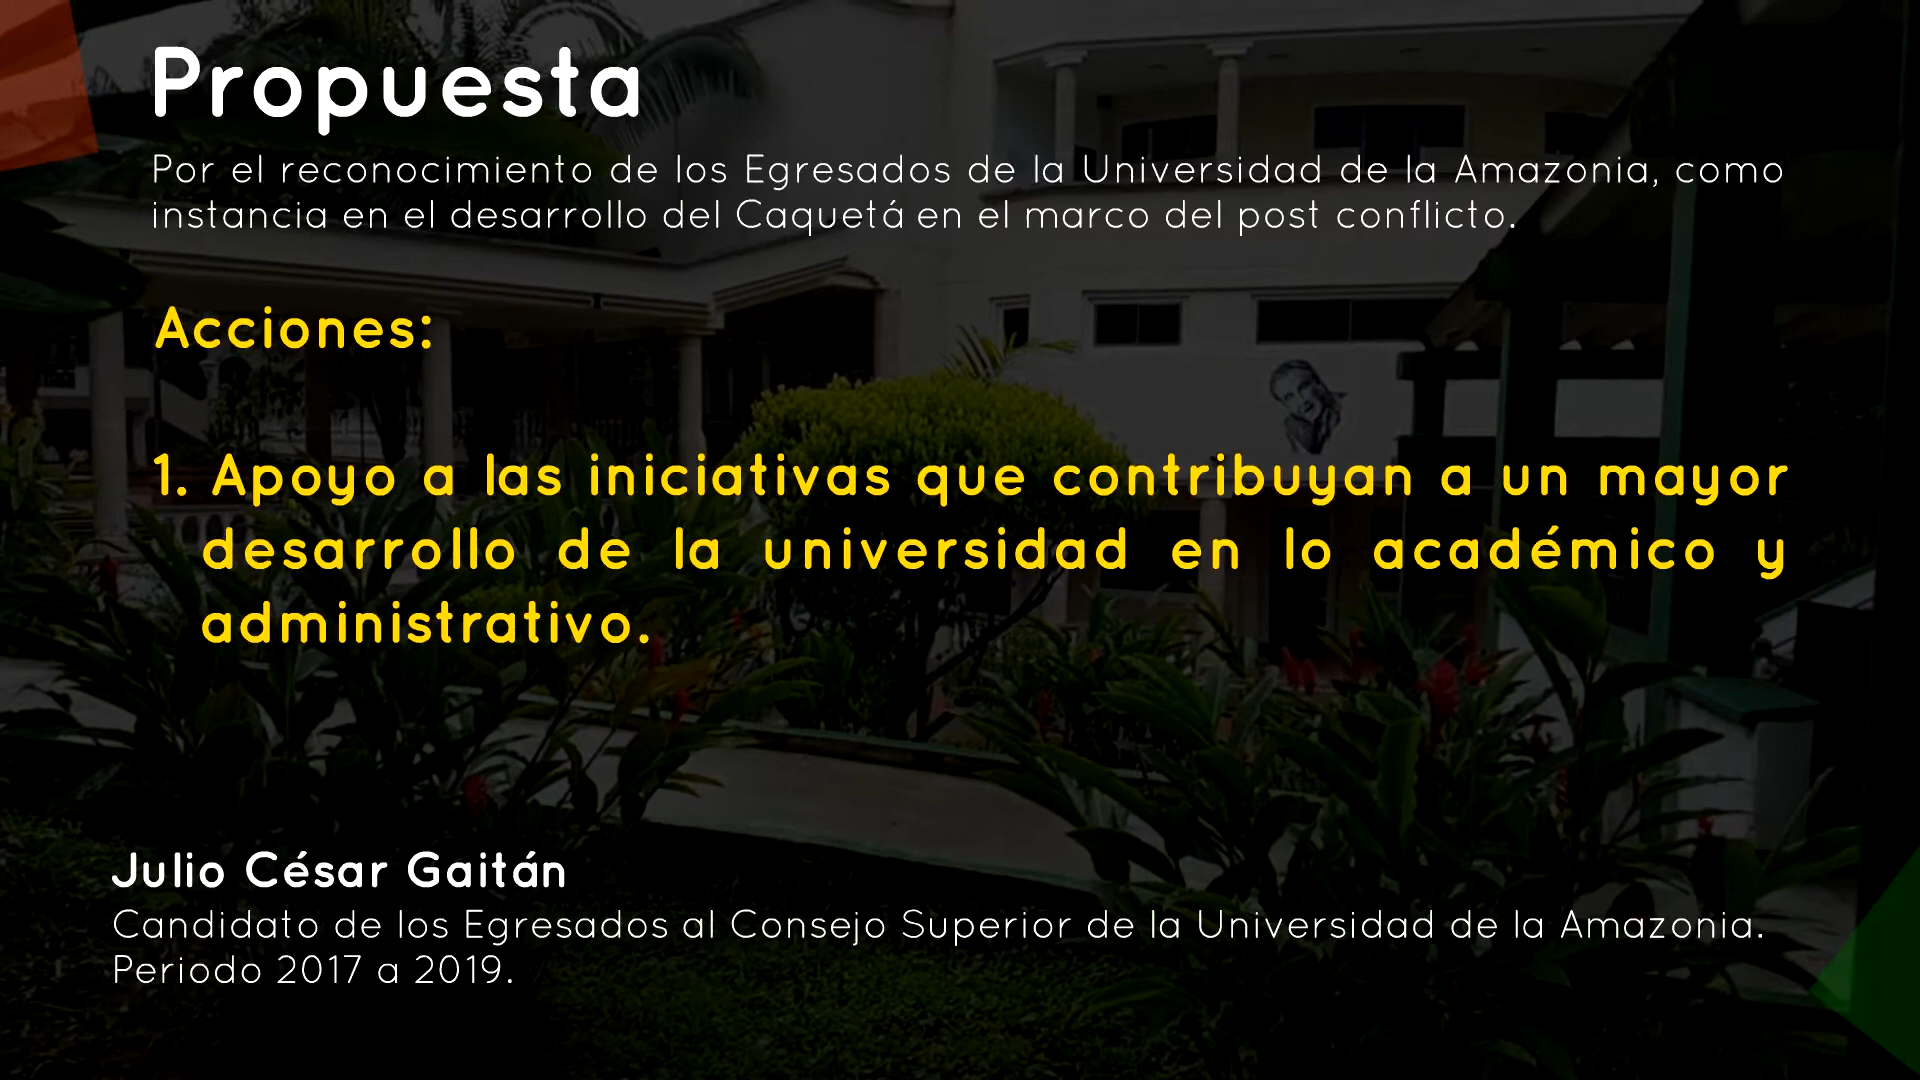 Propuesta
Por el reconocimiento de los Egresados de la Universidad de la Amazonia, como
instancia en el desarrollo del Caquetá en el marco del post conflicto.
Acciones:
1. Apoyo a las iniciativas que contribuyan a un mayor
desarrollo de la universidad en lo académico y
administrativo.
Julio César Gaitán
Candidato de los Egresados al Consejo Superior de la Universidad de la Amazonia.
Periodo 2017 a 2019.